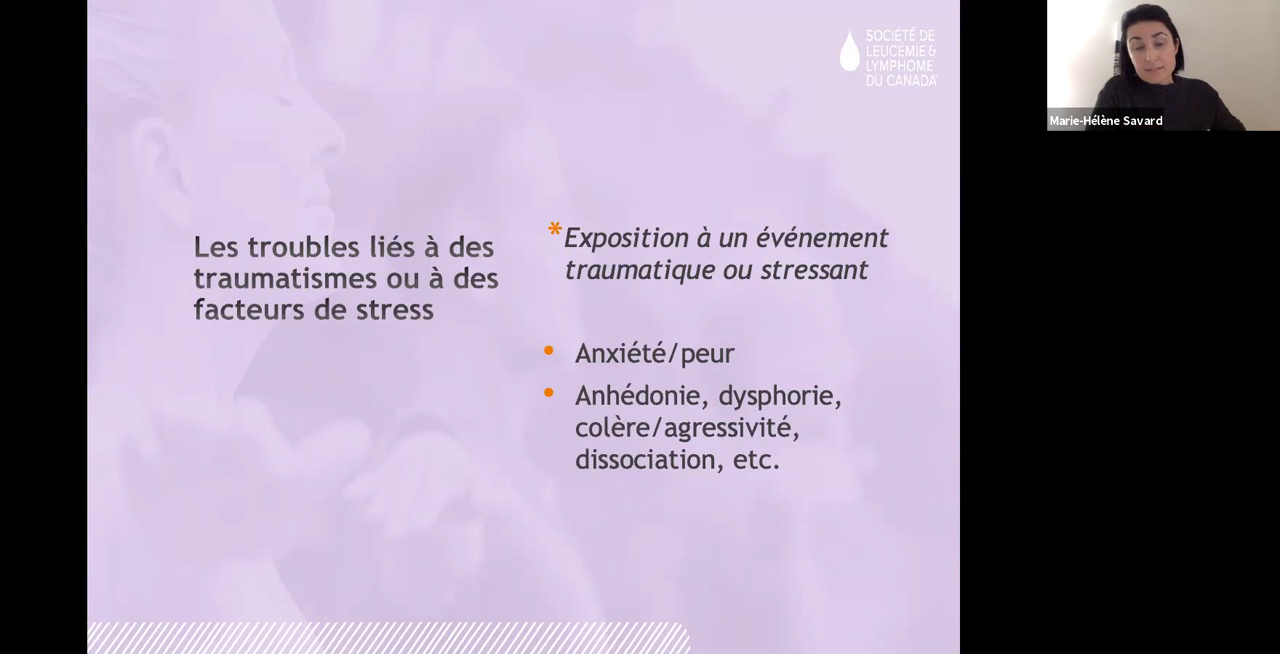 SOCIÉTÉ DE
LEUCÉMIE &
LYMPHOME
DU CANADA
Marie-Hélène Savard
Les troubles liés à des
traumatismes ou à des
facteurs de stress
*Exposition à un événement
traumatique ou stressant
• Anxiété/peur
• Anhédonie, dysphorie,
colère/agressivité,
dissociation, etc.